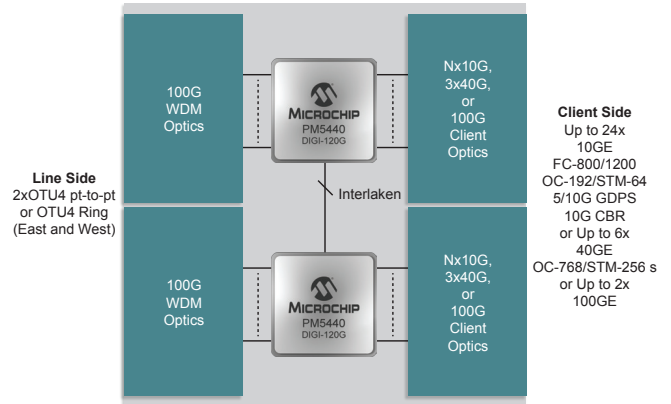 Line Side
2xOTU4 pt-to-pt
or OTU4 Ring
(East and West)
100G
WDM
Optics
MICROCHIP
PM5440
DIGI-120G
Nx10G,
3x40G,
or
100G
Client
Optics
Interlaken
100G
WDM
Optics
MICROCHIP
PM5440
DIGI-120G
Nx10G,
3x40G,
or
100G
Client
Optics
Client Side
Up to 24x
10GE
FC-800/1200
OC-192/STM-64
5/10G GDPS
10G CBR
or Up to 6x
40GE
OC-768/STM-256 s
or Up to 2x
100GE